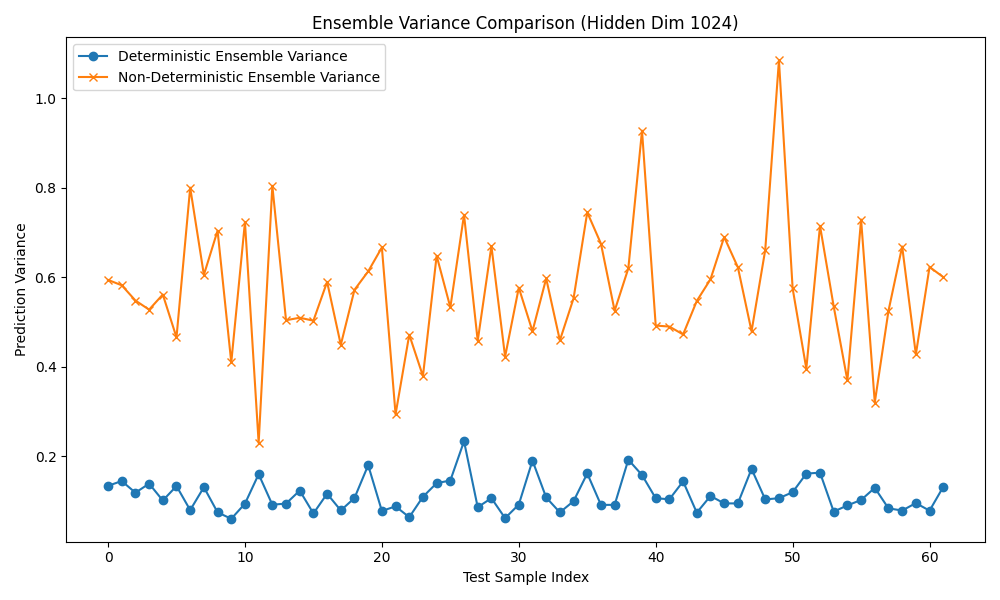 Ensemble Variance Comparison (Hidden Dim 1024)
Deterministic Ensemble Variance
Non-Deterministic Ensemble Variance
Prediction Variance
1.0
0.8
0.6
0.4
0.2
0 10 20 30 40 50 60
Test Sample Index